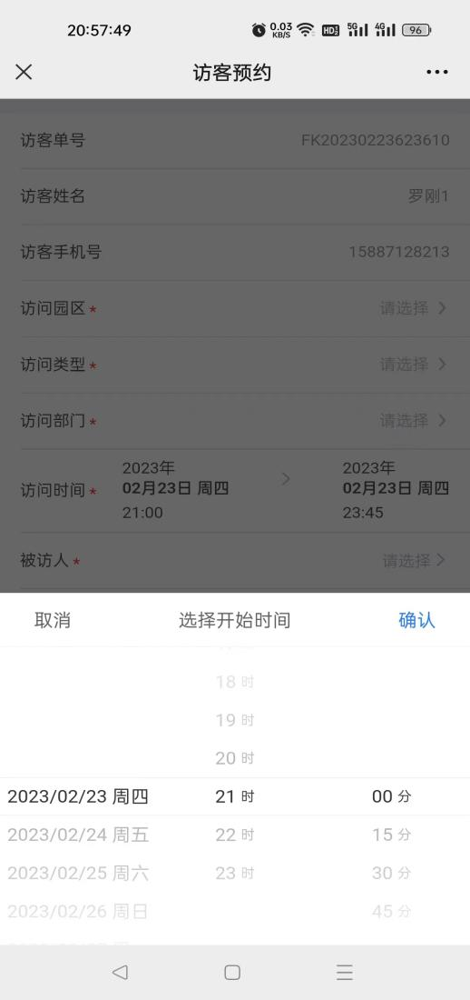 20:57:49 0.03 KB/S HD2 5G 4G 96
访客预约
访客单号 FK20230223623610
访客姓名 罗刚1
访客手机号 15887128213
访问园区 * 请选择
访问类型 * 请选择
访问部门 * 请选择
2023年 2023年
访问时间 * 02月23日 周四 02月23日 周四
21:00 23:45
被访人 * 请选择
取消 选择开始时间 确认
18 时
19 时
20 时
2023/02/23 周四 21 时 00 分
2023/02/24 周五 22 时 15 分
2023/02/25 周六 23 时 30 分
2023/02/26 周日 45 分